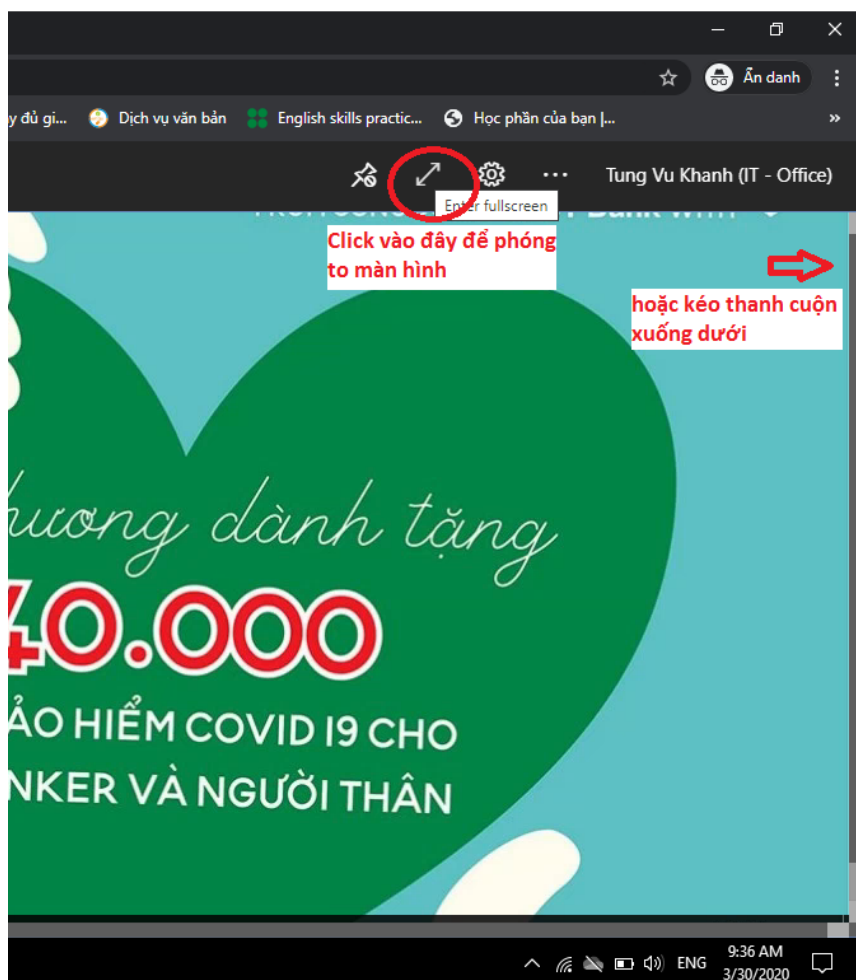 Ẩn danh
y đủ gi... Dịch vụ văn bản English skills practic... Học phần của bạn |... »
Tung Vu Khanh (IT - Office)
Enter fullscreen
Bank
Click vào đây để phóng
to màn hình
hoặc kéo thanh cuộn
xuống dưới
hương dành tặng
40.000
ẢO HIỂM COVID 19 CHO
NKER VÀ NGƯỜI THÂN
ENG
9:36 AM
3/30/2020